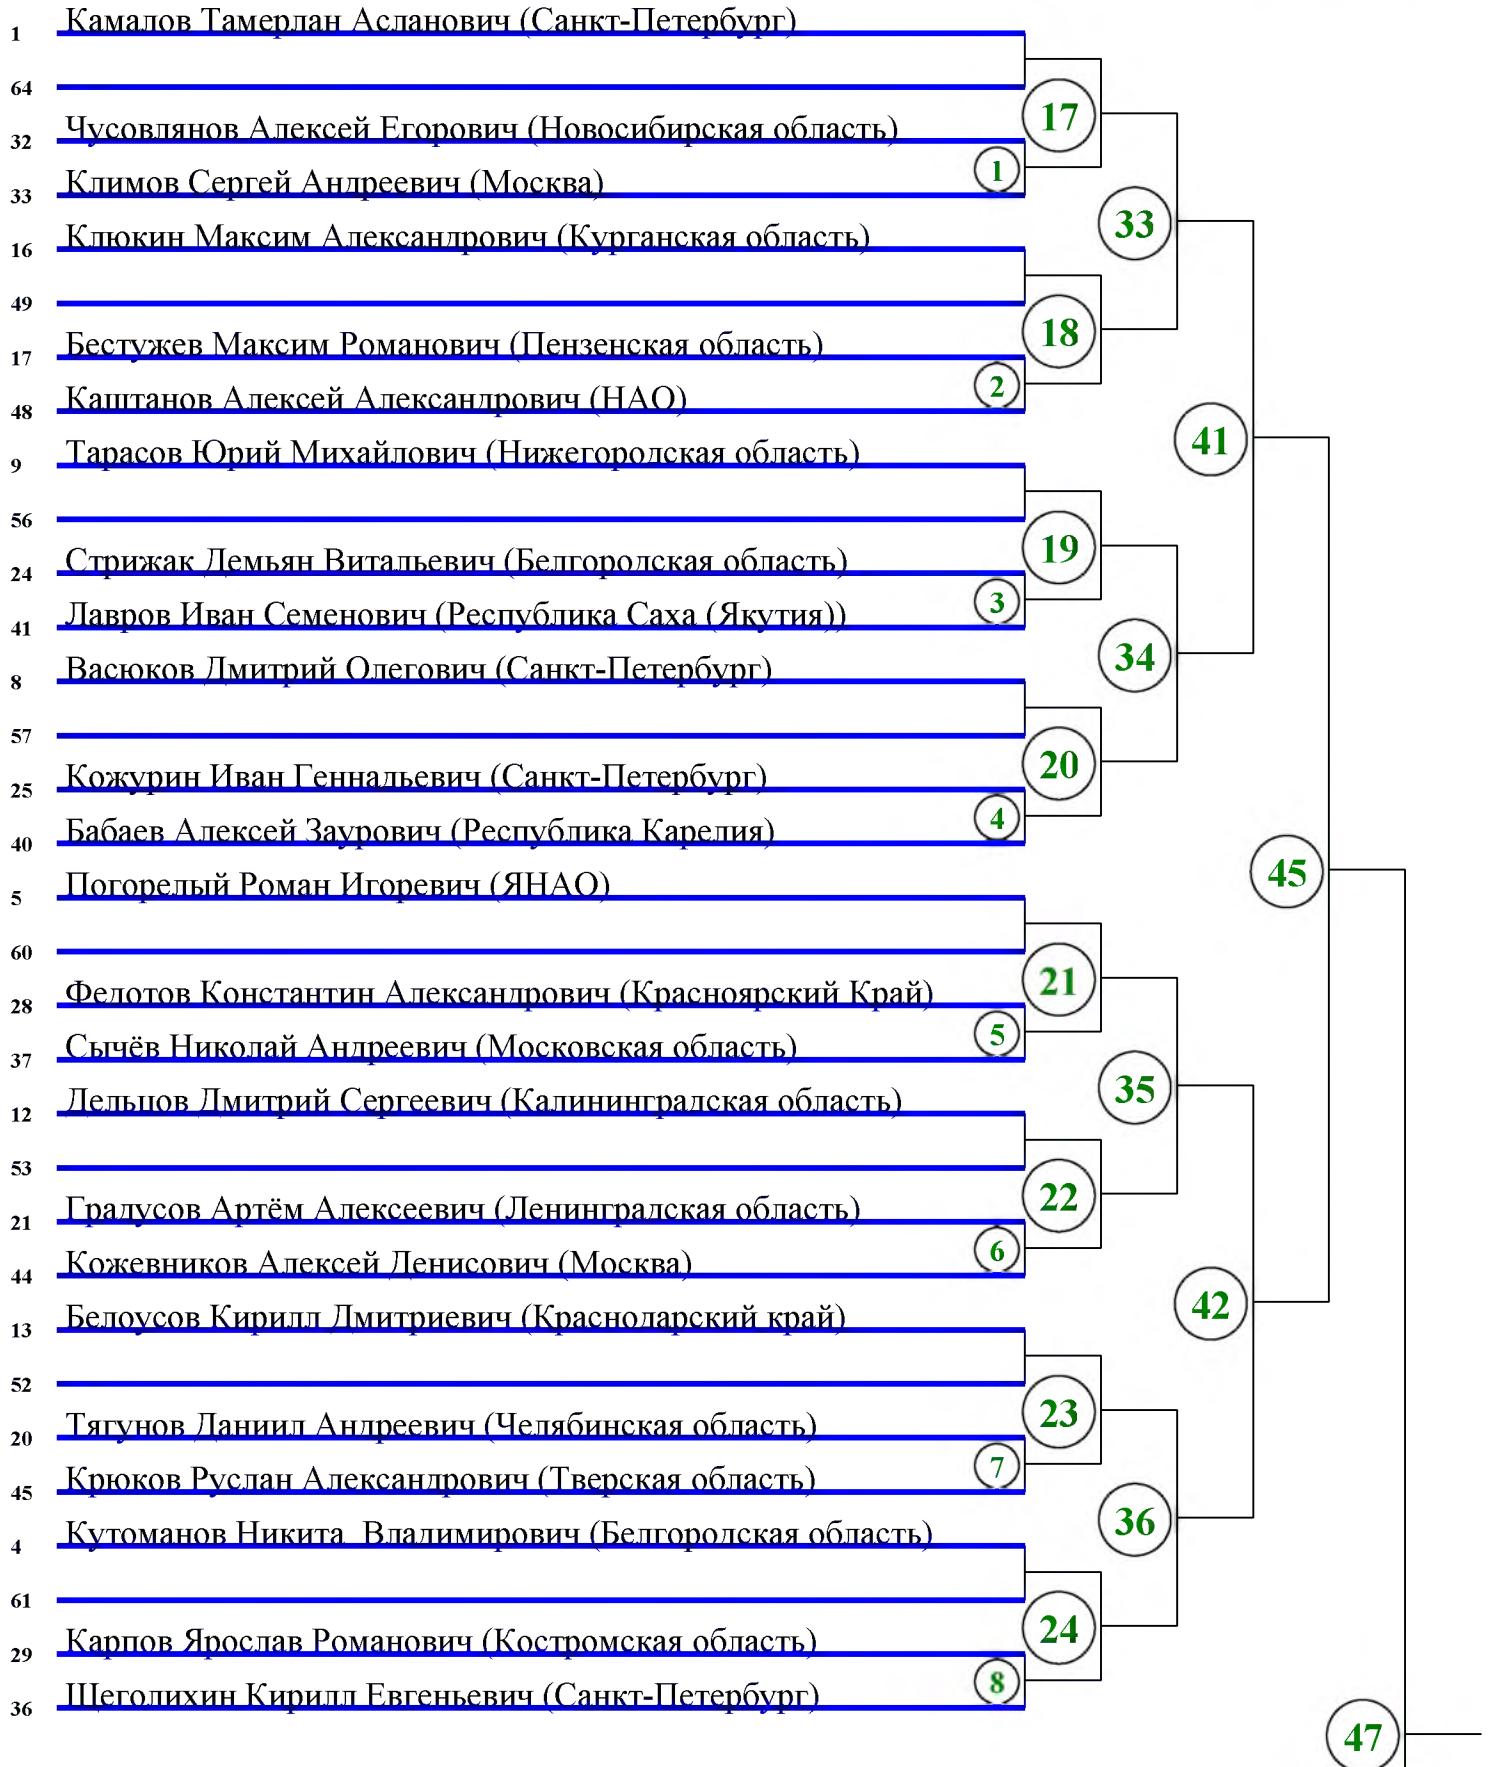 1 Камалов Тамерлан Асланович (Санкт-Петербург)
64
17
32 Чусовлянов Алексей Егорович (Новосибирская область)
1
33 Климов Сергей Андреевич (Москва)
33
16 Клюкин Максим Александрович (Курганская область)
49
18
17 Бестужев Максим Романович (Пензенская область)
2
48 Каштанов Алексей Александрович (НАО)
41
9 Тарасов Юрий Михайлович (Нижегородская область)
56
19
24 Стрижак Демьян Витальевич (Белгородская область)
3
41 Лавров Иван Семенович (Республика Саха (Якутия))
34
8 Васюков Дмитрий Олегович (Санкт-Петербург)
57
20
25 Кожурин Иван Геннадьевич (Санкт-Петербург)
4
40 Бабаев Алексей Заурович (Республика Карелия)
45
5 Погорелый Роман Игоревич (ЯНАО)
60
21
28 Федотов Константин Александрович (Красноярский Край)
5
37 Сычёв Николай Андреевич (Московская область)
35
12 Дельцов Дмитрий Сергеевич (Калининградская область)
53
22
21 Градусов Артём Алексеевич (Ленинградская область)
6
44 Кожевников Алексей Денисович (Москва)
42
13 Белоусов Кирилл Дмитриевич (Краснодарский край)
52
23
20 Тягунов Даниил Андреевич (Челябинская область)
7
45 Крюков Руслан Александрович (Тверская область)
36
4 Кутоманов Никита Владимирович (Белгородская область)
61
24
29 Карпов Ярослав Романович (Костромская область)
8
36 Щеголихин Кирилл Евгеньевич (Санкт-Петербург)
47